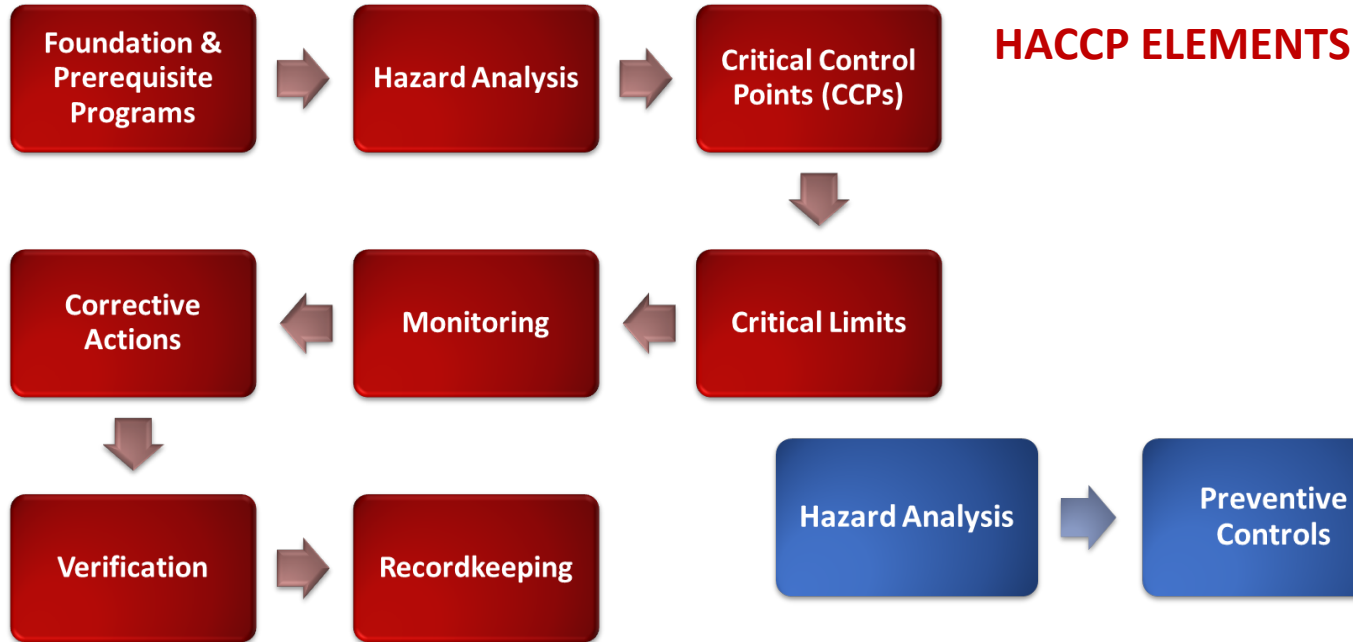 Foundation &
Prerequisite
Programs
Hazard Analysis
Critical Control
Points (CCPs)
HACCP ELEMENTS
Corrective
Actions
Monitoring
Critical Limits
Verification
Recordkeeping
Hazard Analysis
Preventive
Controls